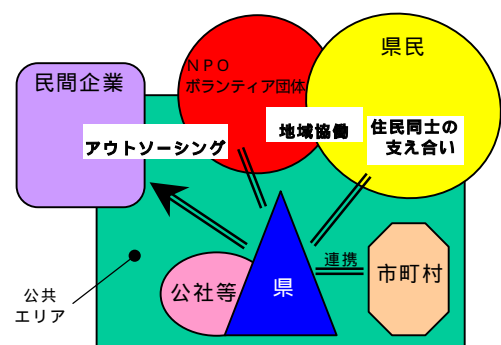 県民
民間企業
ＮＰＯ
ボランティア団体
地域協働
住民同士の
支え合い
アウトソーシング
連携
公社等
県
市町村
公共
エリア